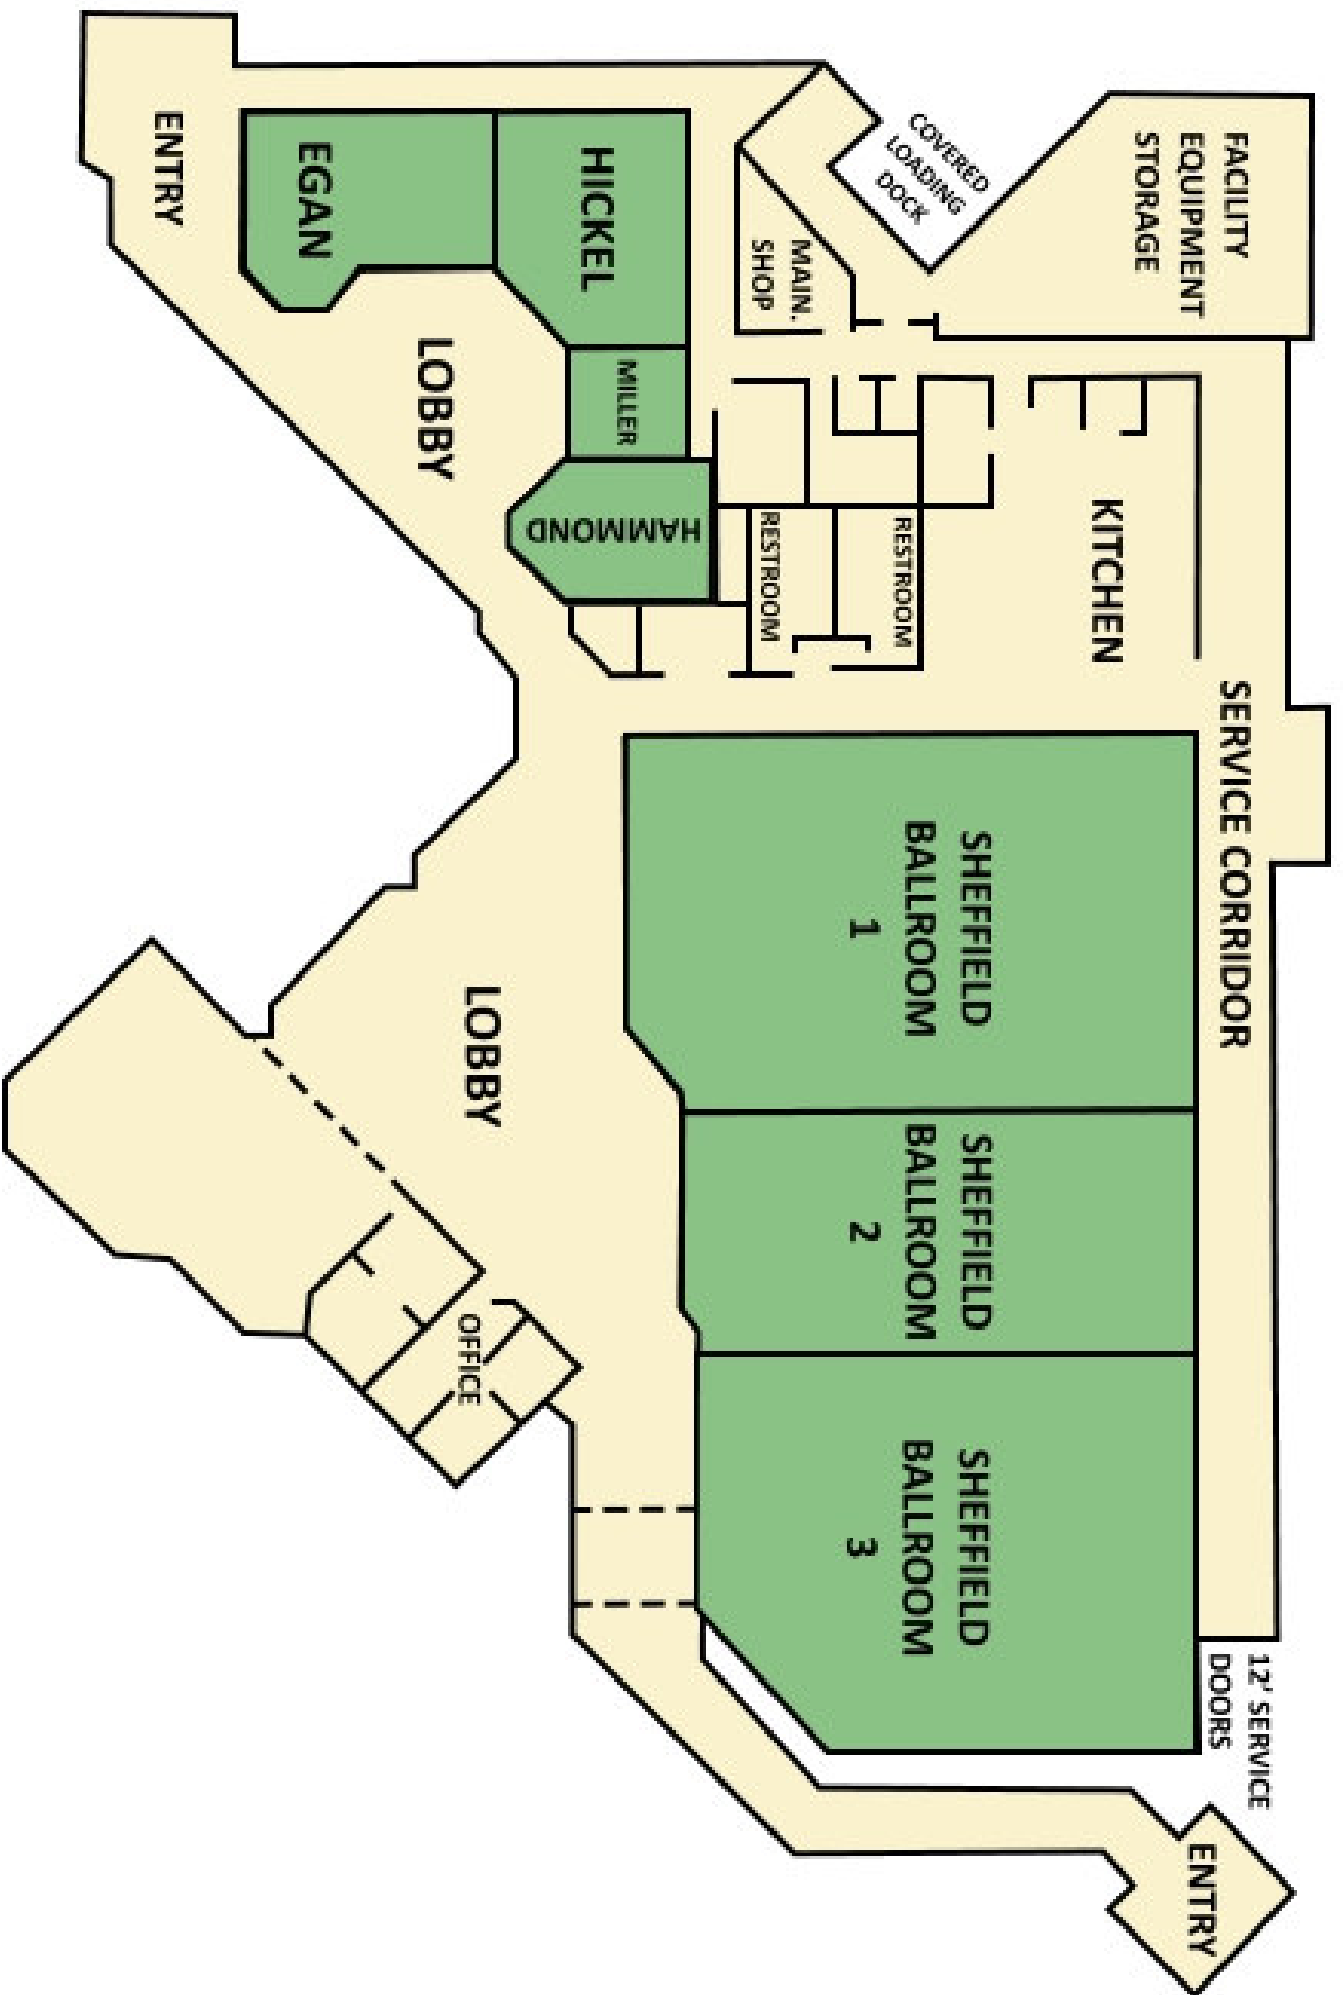 FACILITY
EQUIPMENT
STORAGE
COVERED
LOADING
DOCK
MAIN.
SHOP
ENTRY
EGAN
HICKEL
MILLER
HAMMOND
LOBBY
RESTROOM
RESTROOM
KITCHEN
SERVICE CORRIDOR
SHEFFIELD
BALLROOM
1
SHEFFIELD
BALLROOM
2
SHEFFIELD
BALLROOM
3
LOBBY
OFFICE
12' SERVICE
DOORS
ENTRY